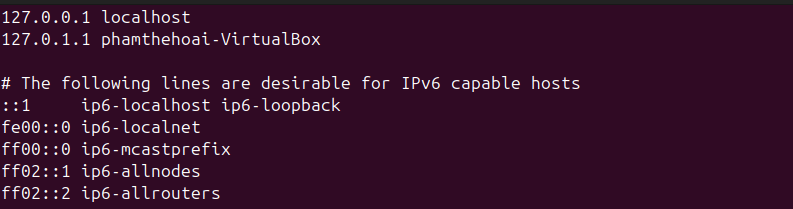 127.0.0.1 localhost
127.0.1.1 phamthehoai-VirtualBox

# The following lines are desirable for IPv6 capable hosts
::1     ip6-localhost ip6-loopback
fe00::0 ip6-localnet
ff00::0 ip6-mcastprefix
ff02::1 ip6-allnodes
ff02::2 ip6-allrouters